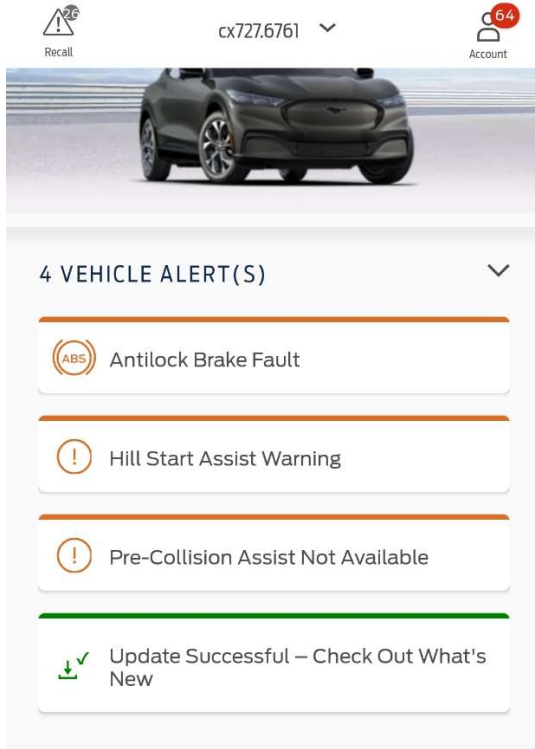 26
64
cx727.6761
Recall
Account
4 VEHICLE ALERT(S)
ABS
Antilock Brake Fault
!
Hill Start Assist Warning
!
Pre-Collision Assist Not Available
Update Successful – Check Out What's
New